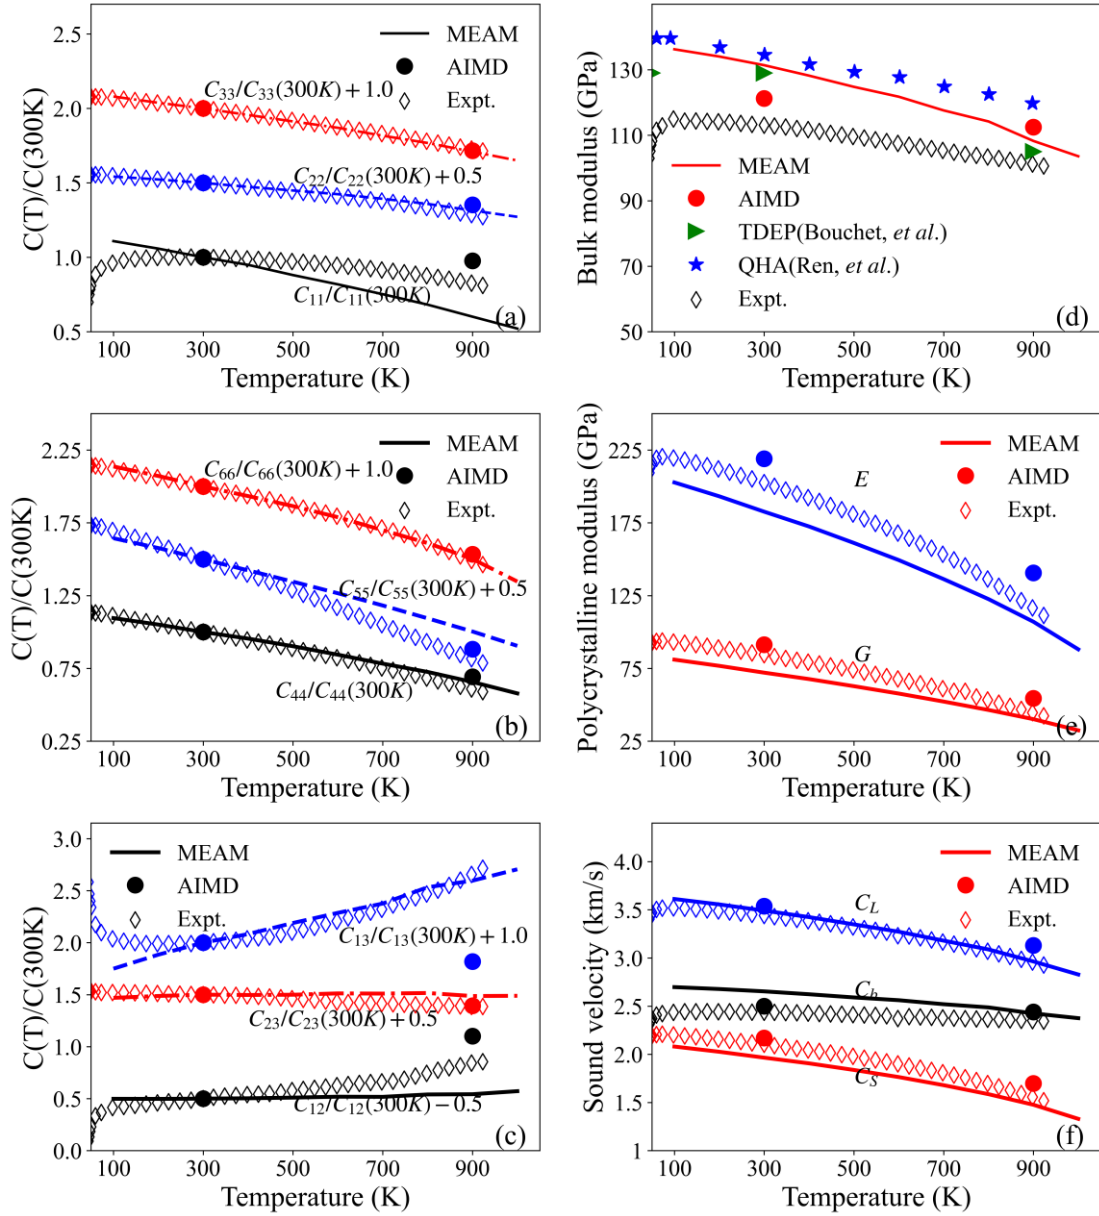 2.5
2.0
1.5
1.0
0.5
C(T)/C(300K)
MEAM
AIMD
Expt.
C33/C33(300K) + 1.0
C22/C22(300K) + 0.5
C11/C11(300K)
(a)
100 300 500 700 900
Temperature (K)
130
110
90
70
50
Bulk modulus (GPa)
MEAM
AIMD
TDEP(Bouchet, et al.)
QHA(Ren, et al.)
Expt.
(d)
100 300 500 700 900
Temperature (K)
2.25
1.75
1.25
0.75
0.25
C(T)/C(300K)
MEAM
AIMD
Expt.
C66/C66(300K) + 1.0
C55/C55(300K) + 0.5
C44/C44(300K)
(b)
100 300 500 700 900
Temperature (K)
225
175
125
75
25
Polycrystalline modulus (GPa)
MEAM
AIMD
Expt.
E
G
(e)
100 300 500 700 900
Temperature (K)
3.0
2.5
2.0
1.5
1.0
0.5
0.0
C(T)/C(300K)
MEAM
AIMD
Expt.
C13/C13(300K) + 1.0
C23/C23(300K) + 0.5
C12/C12(300K) − 0.5
(c)
100 300 500 700 900
Temperature (K)
4.0
3.5
3.0
2.5
2.0
1.5
1
Sound velocity (km/s)
MEAM
AIMD
Expt.
CL
Cb
CS
(f)
100 300 500 700 900
Temperature (K)